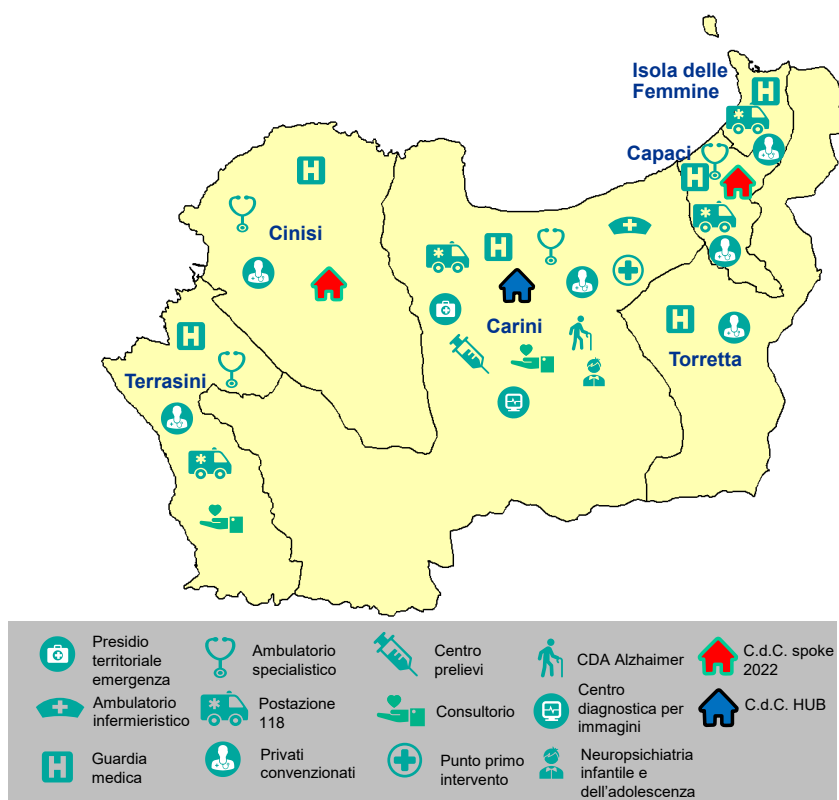 Isola delle
Femmine
Capaci
Cinisi
Carini
Torretta
Terrasini
Presidio
territoriale
emergenza
Ambulatorio
specialistico
Centro
prelievi
CDA Alzhaimer
C.d.C. spoke
2022
Ambulatorio
infermieristico
Postazione
118
Consultorio
Centro
diagnostica per
immagini
C.d.C. HUB
Guardia
medica
Privati
convenzionati
Punto primo
intervento
Neuropsichiatria
infantile e
dell'adolescenza